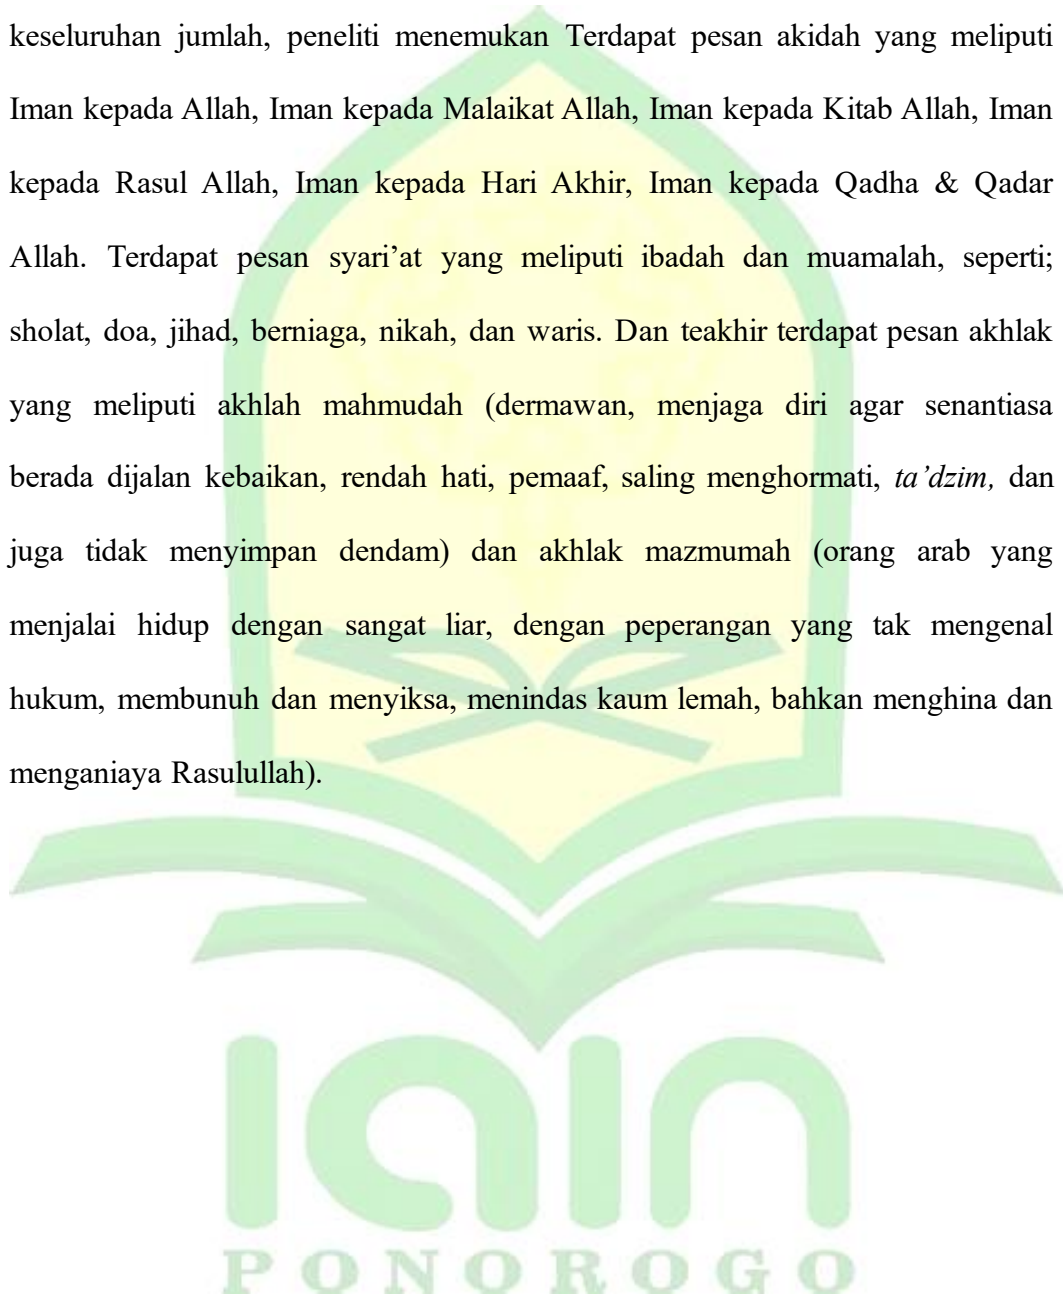 keseluruhan jumlah, peneliti menemukan Terdapat pesan akidah yang meliputi
Iman kepada Allah, Iman kepada Malaikat Allah, Iman kepada Kitab Allah, Iman
kepada Rasul Allah, Iman kepada Hari Akhir, Iman kepada Qadha & Qadar
Allah. Terdapat pesan syari’at yang meliputi ibadah dan muamalah, seperti;
sholat, doa, jihad, berniaga, nikah, dan waris. Dan teakhir terdapat pesan akhlak
yang meliputi akhlah mahmudah (dermawan, menjaga diri agar senantiasa
berada dijalan kebaikan, rendah hati, pemaaf, saling menghormati, ta’dzim, dan
juga tidak menyimpan dendam) dan akhlak mazmumah (orang arab yang
menjalai hidup dengan sangat liar, dengan peperangan yang tak mengenal
hukum, membunuh dan menyiksa, menindas kaum lemah, bahkan menghina dan
menganiaya Rasulullah).
iain
PONOROGO